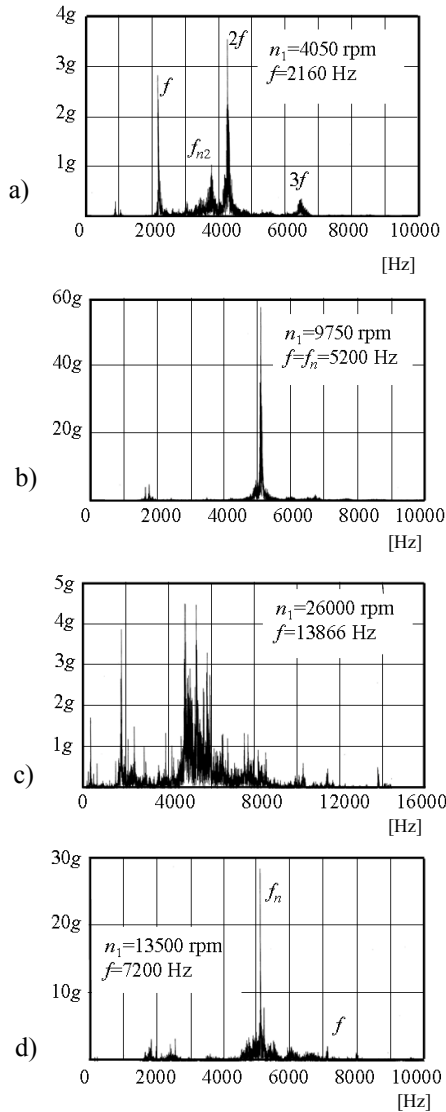 4g
2f
n1=4050 rpm
3g
f
f=2160 Hz
2g
fn2
1g
3f
a)
0 2000 4000 6000 8000 10000
[Hz]
60g
n1=9750 rpm
40g
f=fn=5200 Hz
20g
b)
0 2000 4000 6000 8000 10000
[Hz]
5g
n1=26000 rpm
4g
f=13866 Hz
3g
2g
1g
c)
0 4000 8000 12000 16000
[Hz]
30g
fn
20g
n1=13500 rpm
f=7200 Hz
10g
f
d)
0 2000 4000 6000 8000 10000
[Hz]